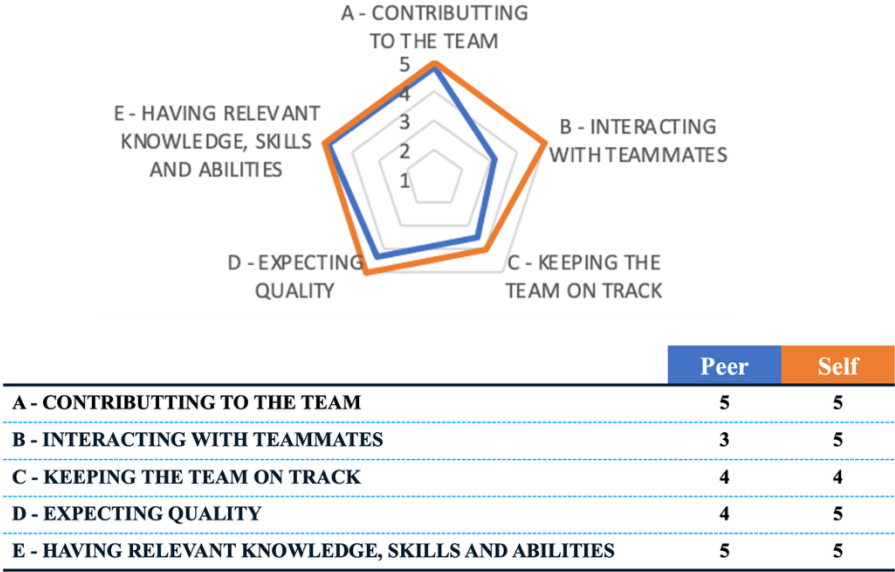 A - CONTRIBUTTING
TO THE TEAM
5
4
3
2
1
E - HAVING RELEVANT
KNOWLEDGE, SKILLS
AND ABILITIES
B - INTERACTING
WITH TEAMMATES
D - EXPECTING
QUALITY
C - KEEPING THE
TEAM ON TRACK
Peer Self
A - CONTRIBUTTING TO THE TEAM 5 5
B - INTERACTING WITH TEAMMATES 3 5
C - KEEPING THE TEAM ON TRACK 4 4
D - EXPECTING QUALITY 4 5
E - HAVING RELEVANT KNOWLEDGE, SKILLS AND ABILITIES 5 5